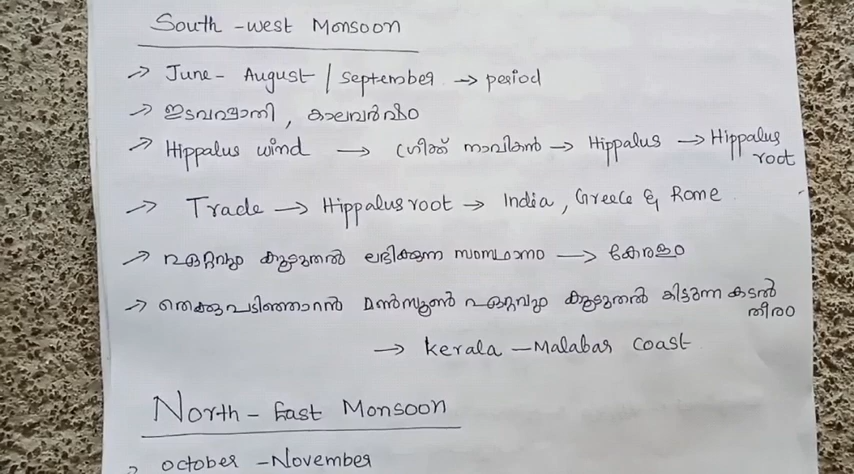 South-west Monsoon
→ June - August / September → period
→ ഇടവപ്പാതി, കാലവർഷം
→ Hippalus wind → ഗ്രീക്ക് നാവികൻ → Hippalus → Hippalus root
→ Trade → Hippalus root → India, Greece & Rome
→ ഏറ്റവും കൂടുതൽ ലഭിക്കുന്ന സംസ്ഥാനം → കേരളം
→ തെക്കുപടിഞ്ഞാറൻ മൺസൂൺ ഏറ്റവും കൂടുതൽ കിട്ടുന്ന കടൽ തീരം
→ Kerala - Malabar coast
North - East Monsoon
October - November